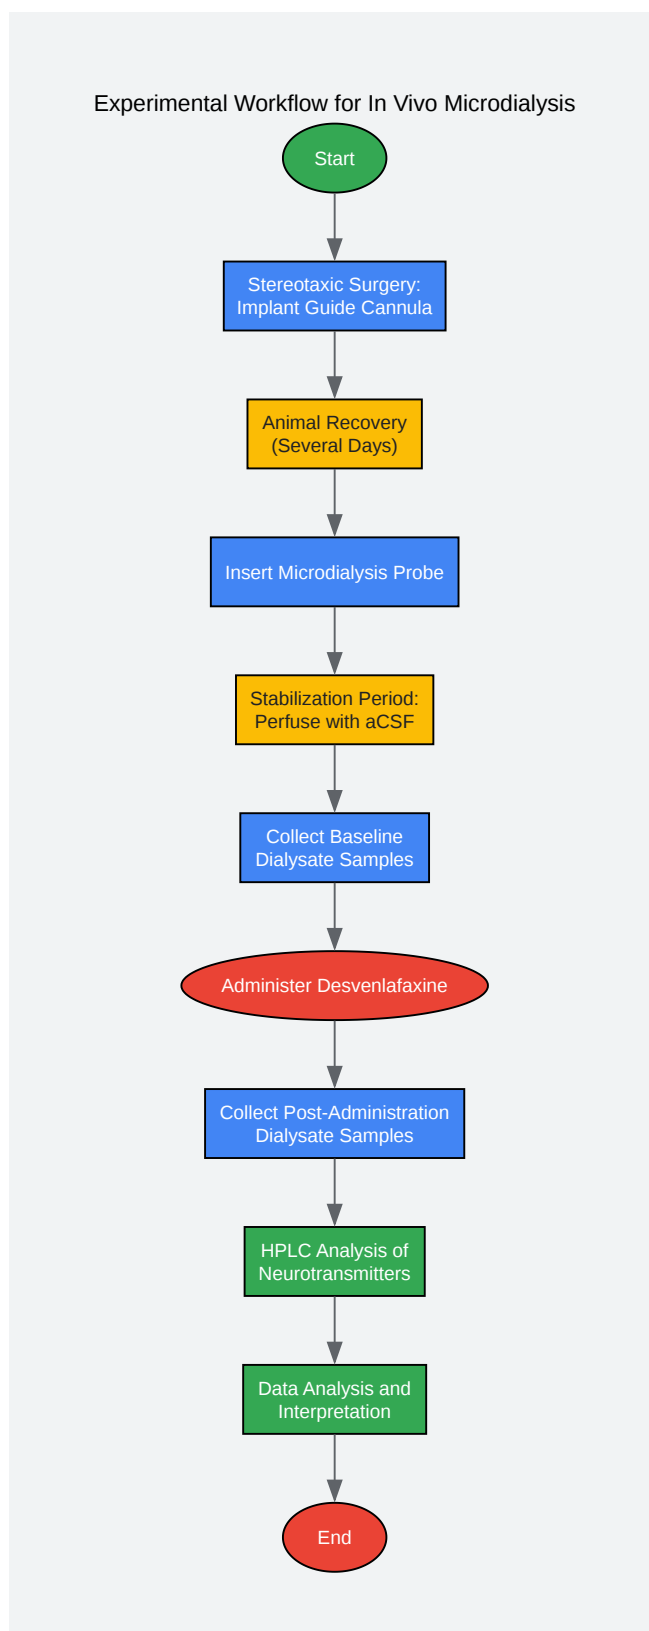 Experimental Workflow for In Vivo Microdialysis
Start
Stereotaxic Surgery:
Implant Guide Cannula
Animal Recovery
(Several Days)
Insert Microdialysis Probe
Stabilization Period:
Perfuse with aCSF
Collect Baseline
Dialysate Samples
Administer Desvenlafaxine
Collect Post-Administration
Dialysate Samples
HPLC Analysis of
Neurotransmitters
Data Analysis and
Interpretation
End